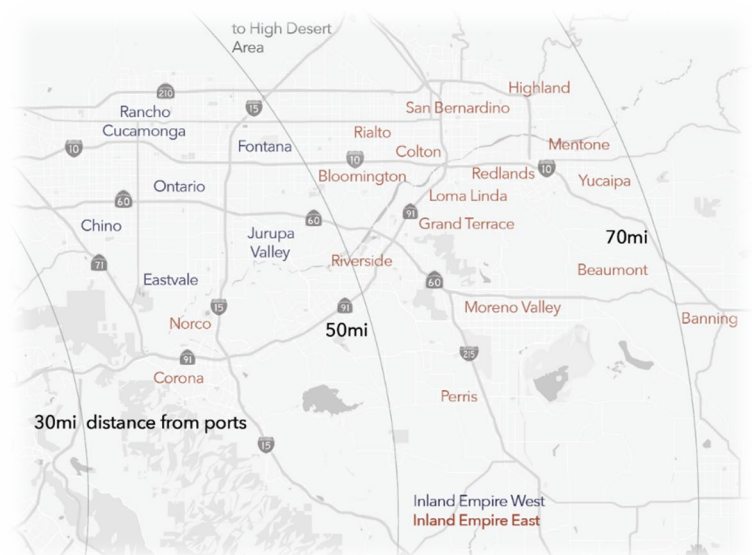 to High Desert
Area
Highland
210
15
San Bernardino
Rancho
Cucamonga
Rialto
Fontana
Colton
Mentone
10
10
Bloomington
Redlands
10
Yucaipa
Ontario
Loma Linda
60
91
Grand Terrace
60
Chino
Jurupa
Valley
70mi
71
Riverside
Beaumont
Eastvale
60
15
91
Moreno Valley
Norco
50mi
Banning
91
215
Corona
Perris
30mi distance from ports
15
Inland Empire West
Inland Empire East